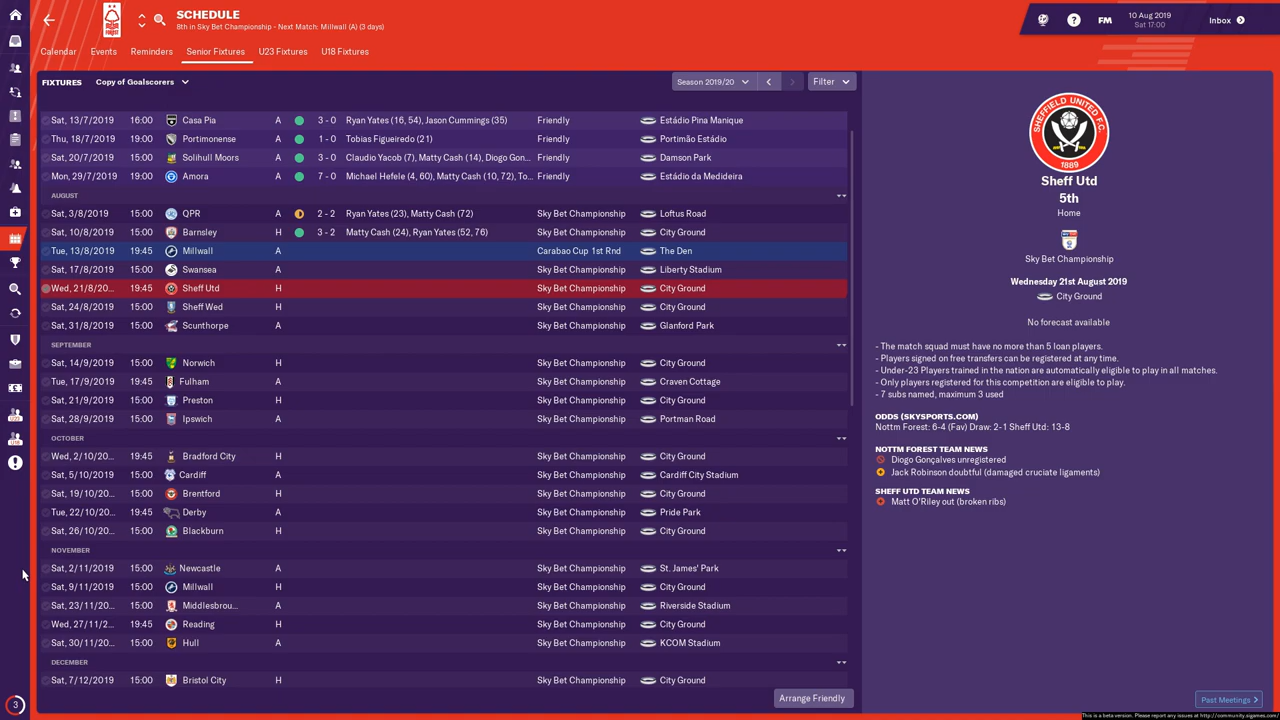 SCHEDULE
8th in Sky Bet Championship - Next Match: Millwall (A) (3 days)
FM
10 Aug 2019
Sat 17:00
Inbox
Calendar Events Reminders Senior Fixtures U23 Fixtures U18 Fixtures
FIXTURES Copy of Goalscorers Season 2019/20 Filter
Sat, 13/7/2019 16:00 Casa Pia A 3 - 0 Ryan Yates (16, 54), Jason Cummings (35) Friendly Estádio Pina Manique
Thu, 18/7/2019 19:00 Portimonense A 1 - 0 Tobias Figueiredo (21) Friendly Portimão Estádio
Sat, 20/7/2019 15:00 Solihull Moors A 3 - 0 Claudio Yacob (7), Matty Cash (14), Diogo Gon... Friendly Damson Park
Mon, 29/7/2019 19:00 Amora A 7 - 0 Michael Hefele (4, 60), Matty Cash (10, 72), To... Friendly Estádio da Medideira
AUGUST
Sat, 3/8/2019 15:00 QPR A 2 - 2 Ryan Yates (23), Matty Cash (72) Sky Bet Championship Loftus Road
Sat, 10/8/2019 15:00 Barnsley H 3 - 2 Matty Cash (24), Ryan Yates (52, 76) Sky Bet Championship City Ground
Tue, 13/8/2019 19:45 Millwall A Carabao Cup 1st Rnd The Den
Sat, 17/8/2019 15:00 Swansea A Sky Bet Championship Liberty Stadium
Wed, 21/8/20... 19:45 Sheff Utd H Sky Bet Championship City Ground
Sat, 24/8/2019 15:00 Sheff Wed H Sky Bet Championship City Ground
Sat, 31/8/2019 15:00 Scunthorpe A Sky Bet Championship Glanford Park
SEPTEMBER
Sat, 14/9/2019 15:00 Norwich H Sky Bet Championship City Ground
Tue, 17/9/2019 19:45 Fulham A Sky Bet Championship Craven Cottage
Sat, 21/9/2019 15:00 Preston H Sky Bet Championship City Ground
Sat, 28/9/2019 15:00 Ipswich A Sky Bet Championship Portman Road
OCTOBER
Wed, 2/10/20... 19:45 Bradford City H Sky Bet Championship City Ground
Sat, 5/10/2019 15:00 Cardiff A Sky Bet Championship Cardiff City Stadium
Sat, 19/10/20... 15:00 Brentford H Sky Bet Championship City Ground
Tue, 22/10/20... 19:45 Derby A Sky Bet Championship Pride Park
Sat, 26/10/20... 15:00 Blackburn H Sky Bet Championship City Ground
NOVEMBER
Sat, 2/11/2019 15:00 Newcastle A Sky Bet Championship St. James' Park
Sat, 9/11/2019 15:00 Millwall H Sky Bet Championship City Ground
Sat, 23/11/20... 15:00 Middlesbrou... A Sky Bet Championship Riverside Stadium
Wed, 27/11/2... 19:45 Reading H Sky Bet Championship City Ground
Sat, 30/11/20... 15:00 Hull A Sky Bet Championship KCOM Stadium
DECEMBER
Sat, 7/12/2019 15:00 Bristol City H Sky Bet Championship City Ground
Arrange Friendly
3
SHEFFIELD UNITED F.C.
1889
Sheff Utd
5th
Home
Sky Bet Championship
Wednesday 21st August 2019
City Ground
No forecast available
- The match squad must have no more than 5 loan players.
- Players signed on free transfers can be registered at any time.
- Under-23 Players trained in the nation are automatically eligible to play in all matches.
- Only players registered for this competition are eligible to play.
- 7 subs named, maximum 3 used
ODDS (SKYSPORTS.COM)
Nottm Forest: 6-4 (Fav) Draw: 2-1 Sheff Utd: 13-8
NOTTM FOREST TEAM NEWS
Diogo Gonçalves unregistered
Jack Robinson doubtful (damaged cruciate ligaments)
SHEFF UTD TEAM NEWS
Matt O'Riley out (broken ribs)
Past Meetings
This is a beta version. Please report any issues at http://community.sigames.com/